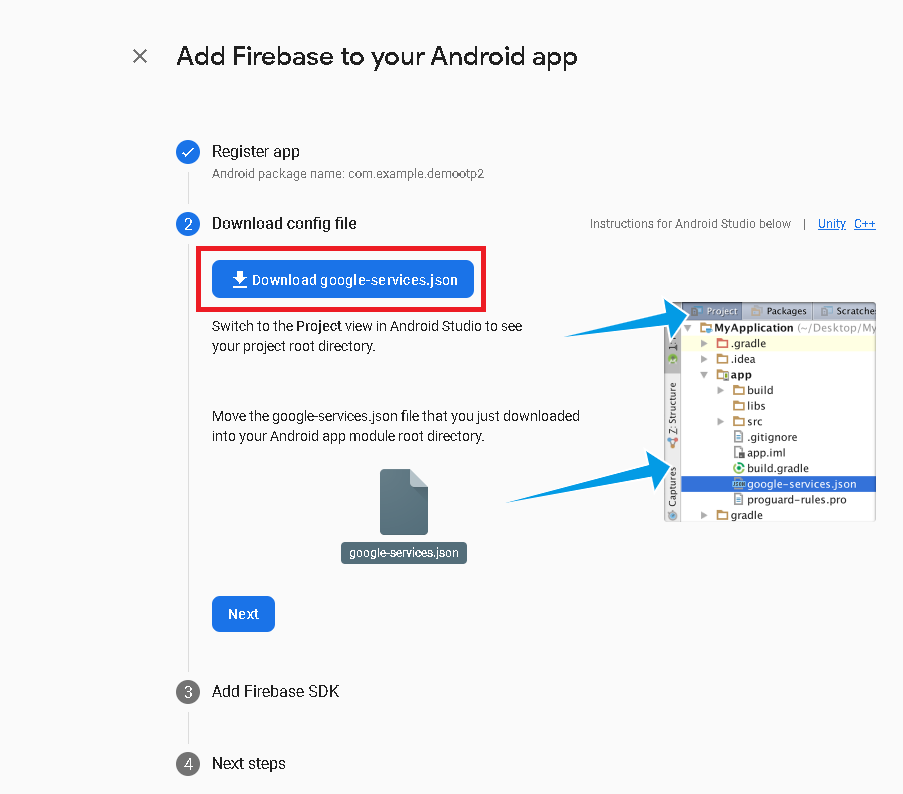 Add Firebase to your Android app
Register app
Android package name: com.example.demootp2
2 Download config file
Instructions for Android Studio below | Unity C++
Download google-services.json
Switch to the Project view in Android Studio to see
your project root directory.
Move the google-services.json file that you just downloaded
into your Android app module root directory.
google-services.json
Next
Project Packages Scratches
MyApplication (~/Desktop/My
.gradle
.idea
app
build
libs
src
.gitignore
app.iml
build.gradle
google-services.json
proguard-rules.pro
gradle
Z: Structure
Captures
3 Add Firebase SDK
4 Next steps